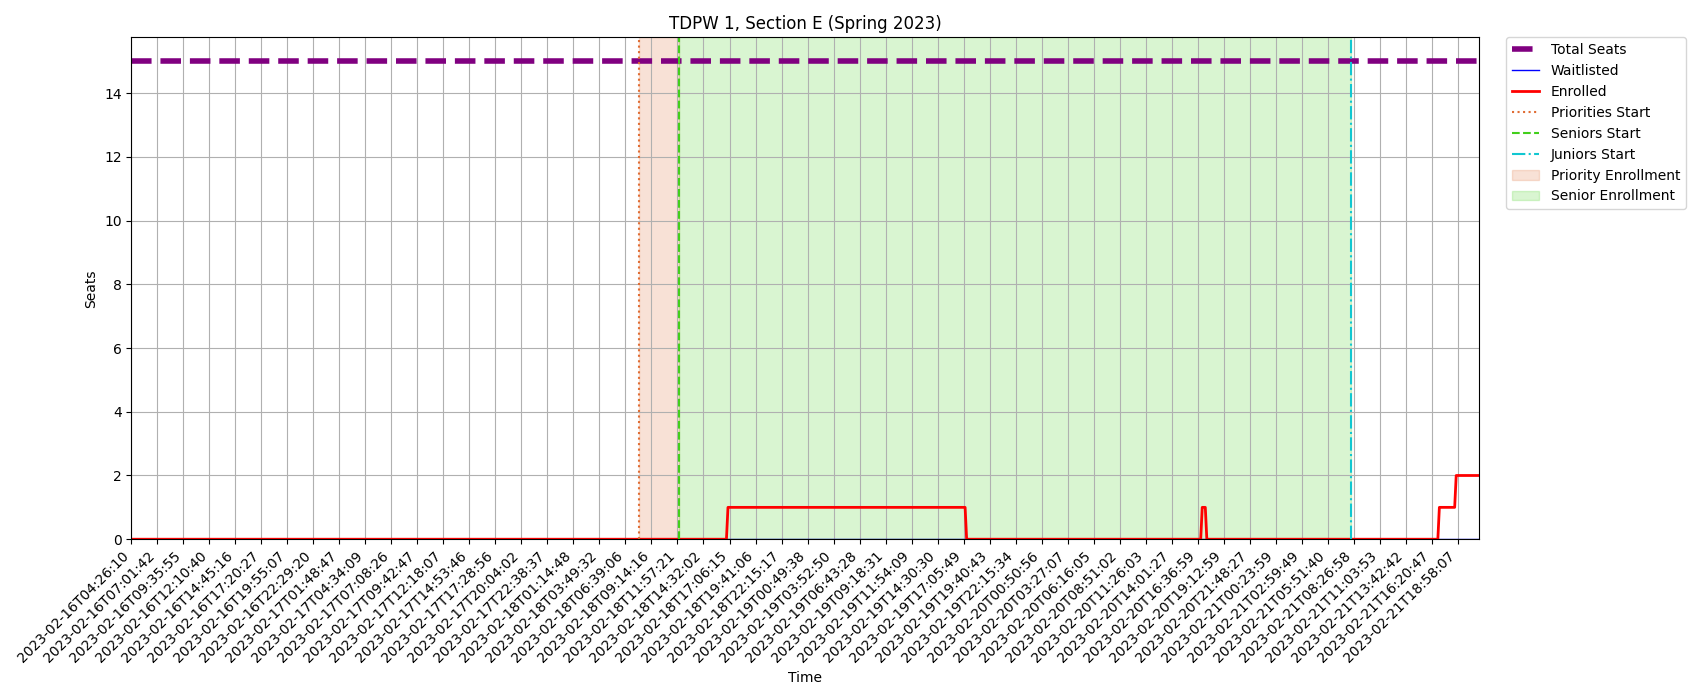 TDPW 1, Section E (Spring 2023)
Total Seats
Waitlisted
Enrolled
Priorities Start
Seniors Start
Juniors Start
Priority Enrollment
Senior Enrollment
Seats
14
12
10
8
6
4
2
0
2023-02-16T04:26:10
2023-02-16T07:01:42
2023-02-16T09:35:55
2023-02-16T12:10:40
2023-02-16T14:45:16
2023-02-16T17:20:27
2023-02-16T19:55:07
2023-02-16T22:29:20
2023-02-17T01:48:47
2023-02-17T04:34:09
2023-02-17T07:08:26
2023-02-17T09:42:47
2023-02-17T12:18:07
2023-02-17T14:53:46
2023-02-17T17:28:56
2023-02-17T20:04:02
2023-02-17T22:38:37
2023-02-18T01:14:48
2023-02-18T03:49:32
2023-02-18T06:39:06
2023-02-18T09:14:16
2023-02-18T11:57:21
2023-02-18T14:32:02
2023-02-18T17:06:15
2023-02-18T19:41:06
2023-02-18T22:15:17
2023-02-19T00:49:38
2023-02-19T03:52:50
2023-02-19T06:43:28
2023-02-19T09:18:31
2023-02-19T11:54:09
2023-02-19T14:30:30
2023-02-19T17:05:49
2023-02-19T19:40:43
2023-02-19T22:15:34
2023-02-20T00:50:56
2023-02-20T03:27:07
2023-02-20T06:16:05
2023-02-20T08:51:02
2023-02-20T11:26:03
2023-02-20T14:01:27
2023-02-20T16:36:59
2023-02-20T19:12:59
2023-02-20T21:48:27
2023-02-21T00:23:59
2023-02-21T02:59:49
2023-02-21T05:51:40
2023-02-21T08:26:58
2023-02-21T11:03:53
2023-02-21T13:42:42
2023-02-21T16:20:47
2023-02-21T18:58:07
Time